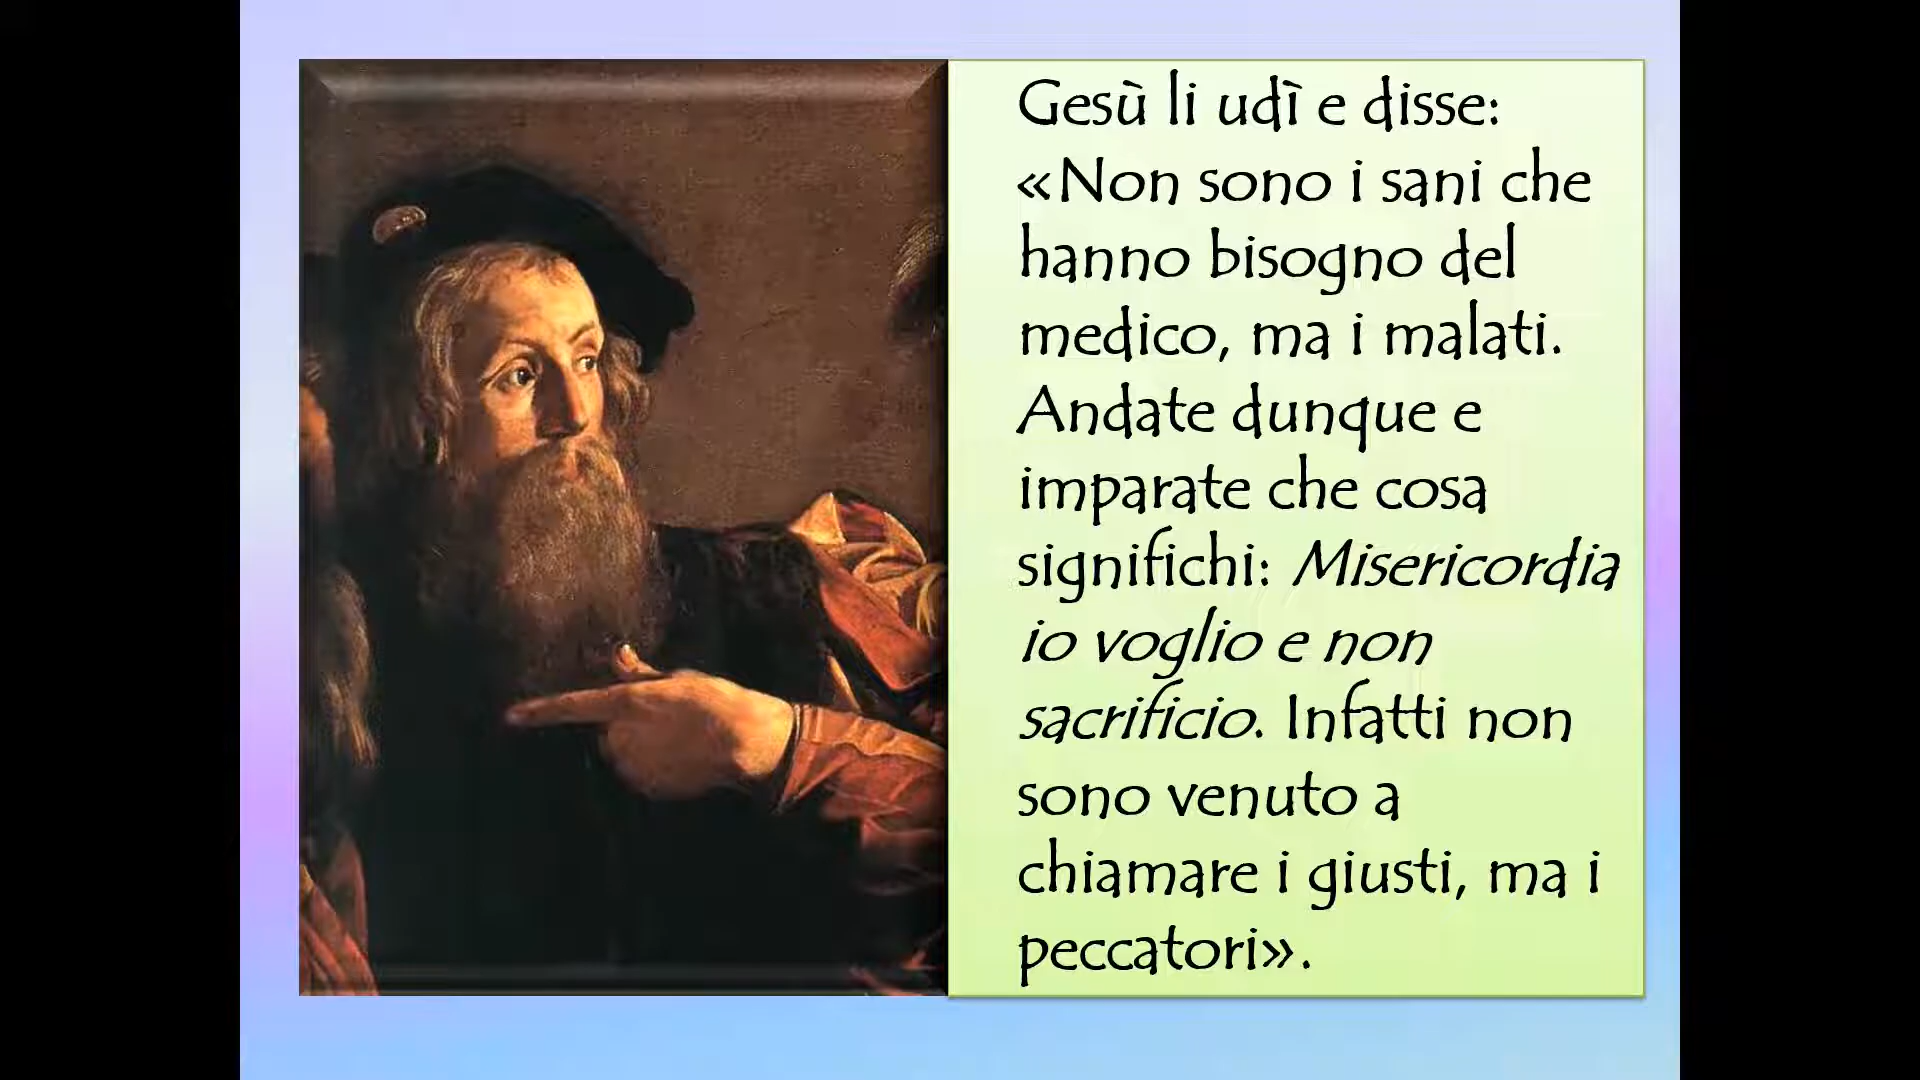 Gesù li udì e disse:
«Non sono i sani che
hanno bisogno del
medico, ma i malati.
Andate dunque e
imparate che cosa
significhi: Misericordia
io voglio e non
sacrificio. Infatti non
sono venuto a
chiamare i giusti, ma i
peccatori».